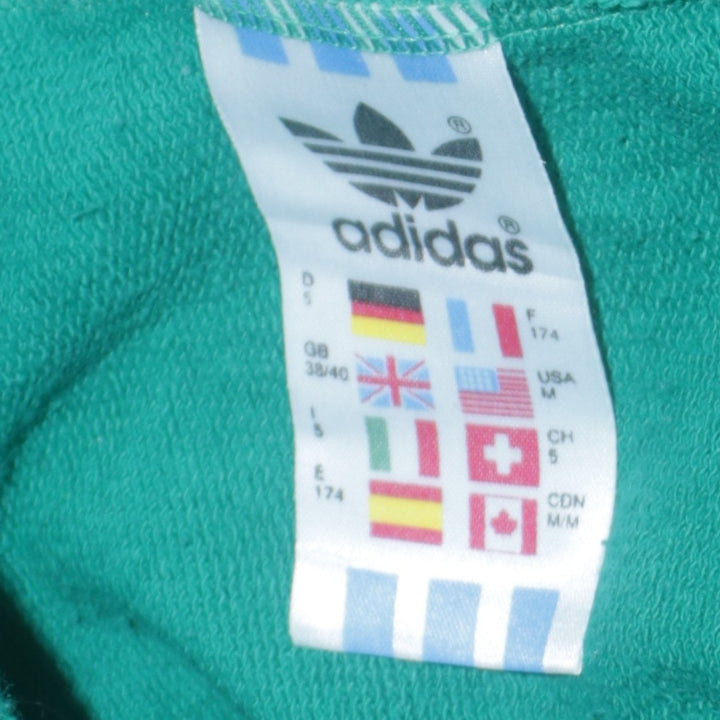 ®
adidas®
D
5
F
174
GB
38/40
USA
M
I
5
CH
5
E
174
CDN
M/M